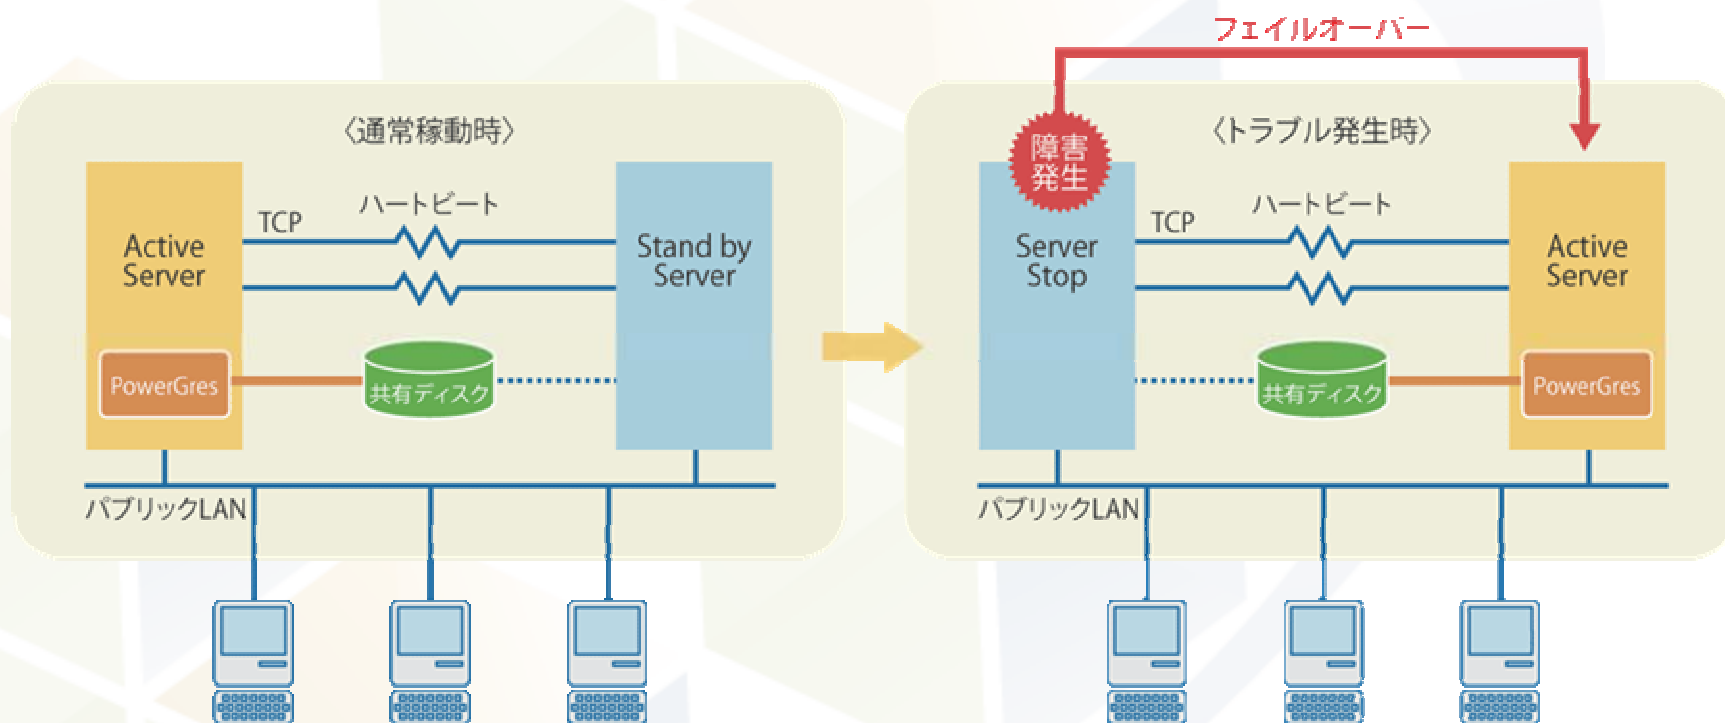 フェイルオーバー
〈通常稼動時〉
TCP
ハートビート
Active
Server
Stand by
Server
PowerGres
共有ディスク
パブリックLAN
〈トラブル発生時〉
障害
発生
TCP
ハートビート
Server
Stop
Active
Server
共有ディスク
PowerGres
パブリックLAN